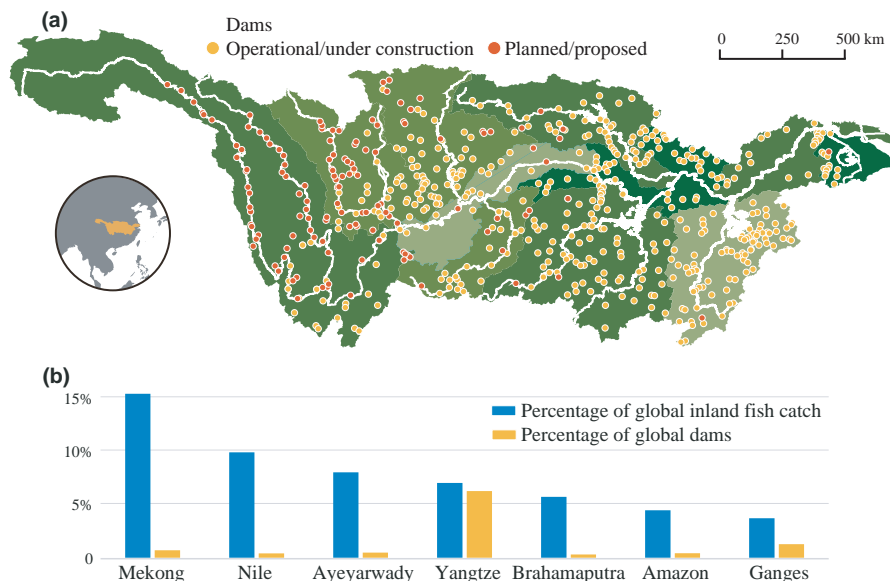 (a)
Dams
Operational/under construction Planned/proposed
0 250 500 km
(b)
15%
10%
5%
0
Percentage of global inland fish catch
Percentage of global dams
Mekong Nile Ayeyarwady Yangtze Brahamaputra Amazon Ganges